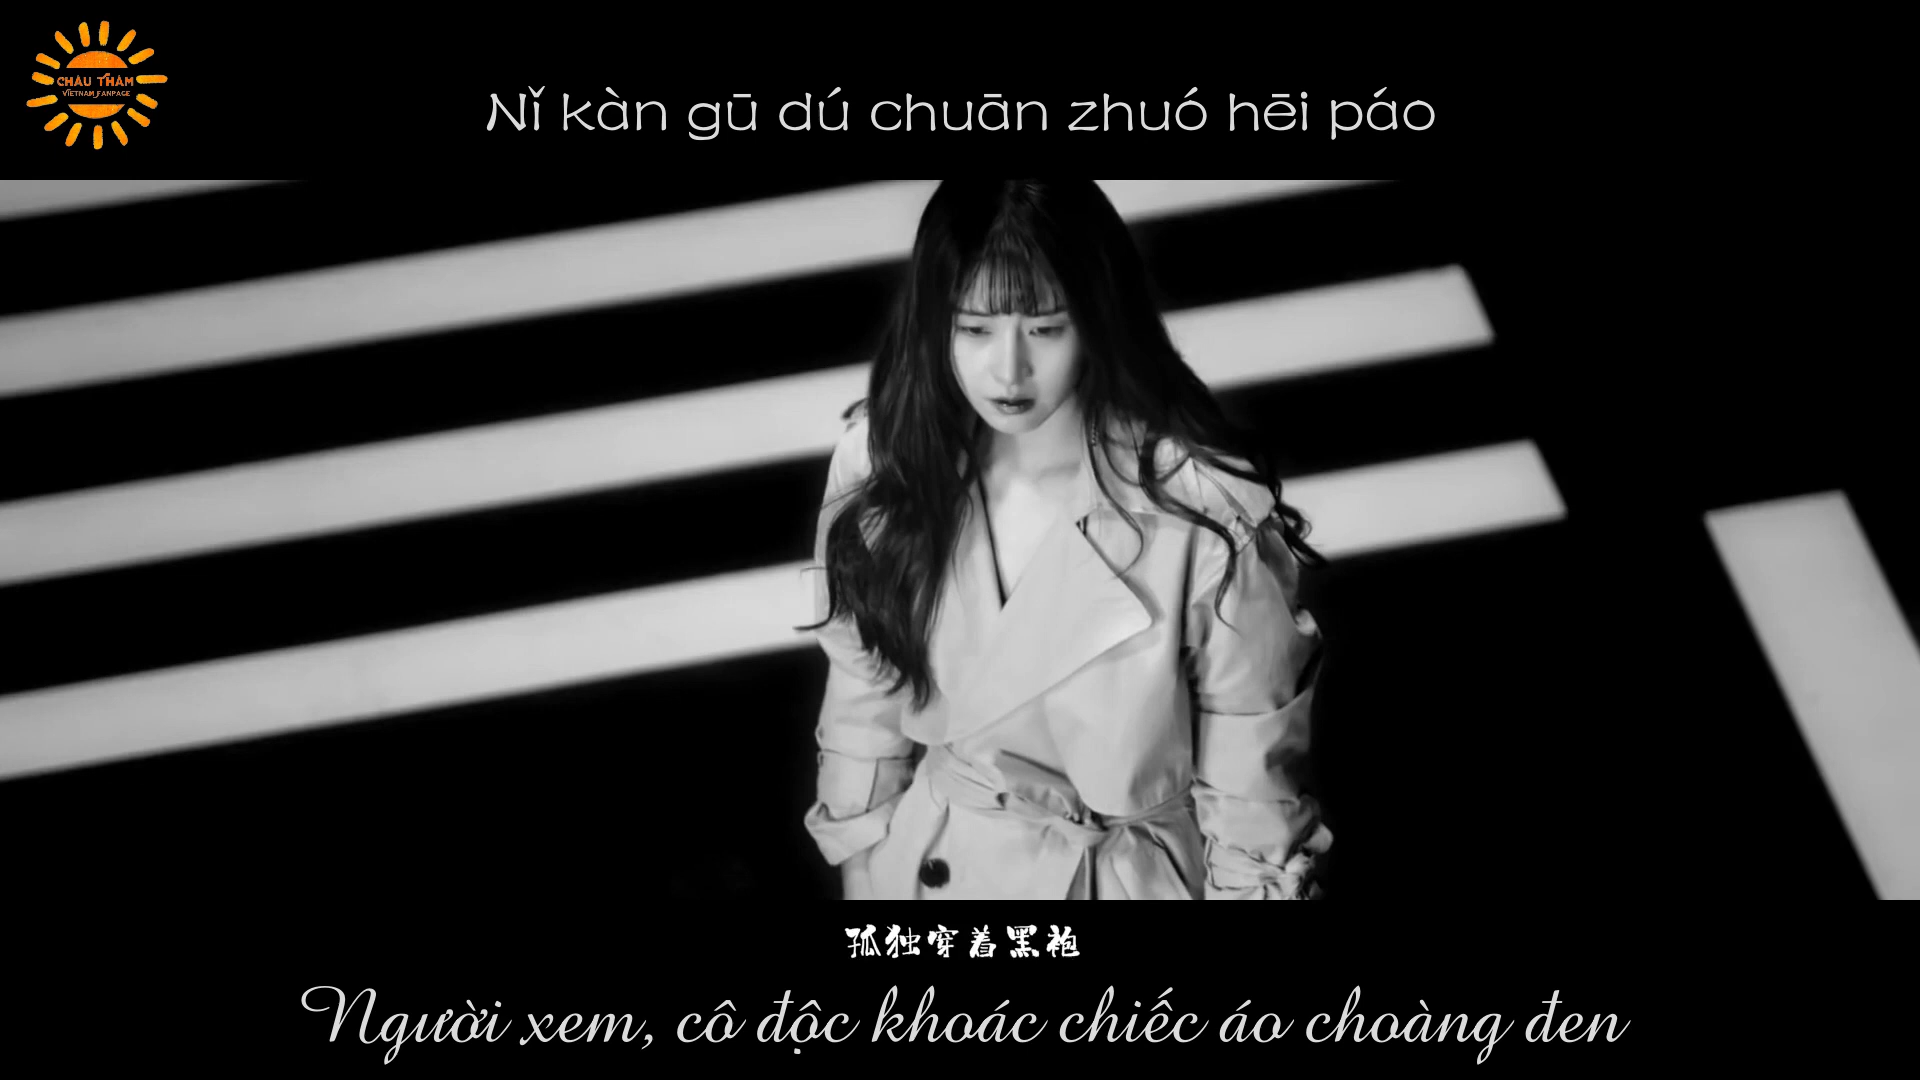 CHÂU THÂM
VIETNAM FANPAGE
Nǐ kàn gū dú chuān zhuó hēi páo
孤独穿着黑袍
Người xem, cô độc khoác chiếc áo choàng đen